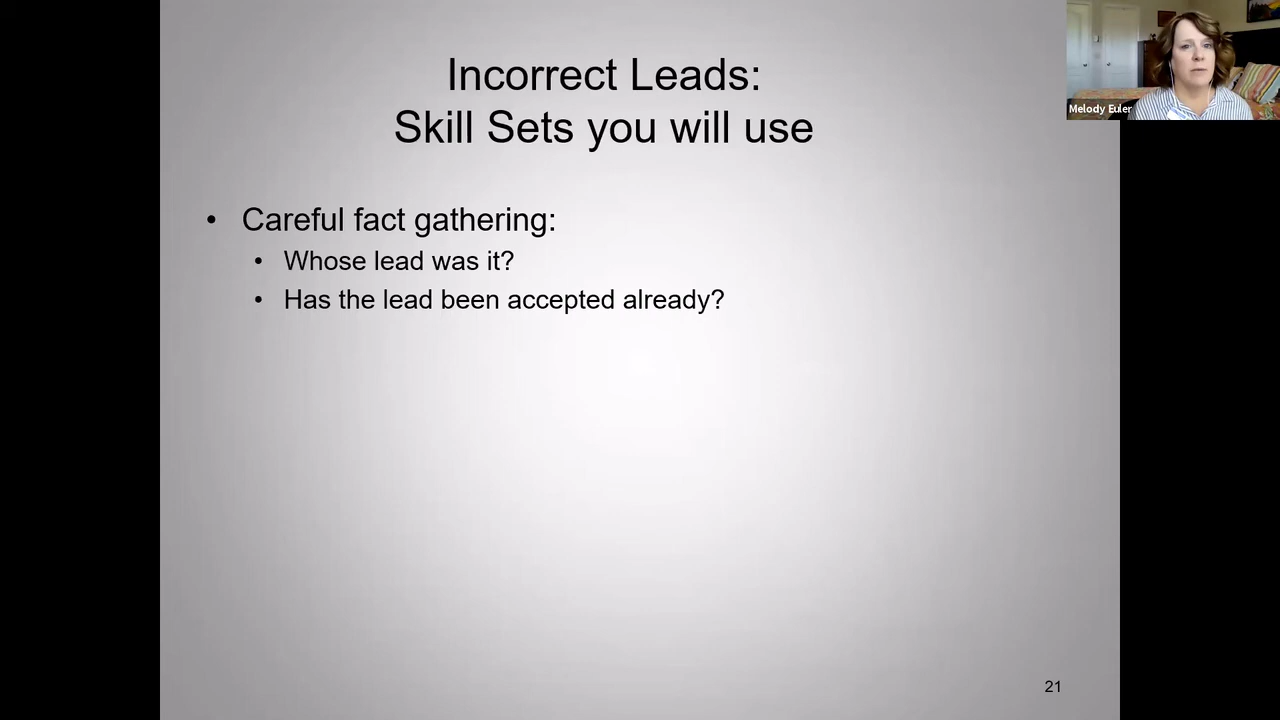 Incorrect Leads:
Skill Sets you will use
Melody Euler
• Careful fact gathering:
• Whose lead was it?
• Has the lead been accepted already?
21